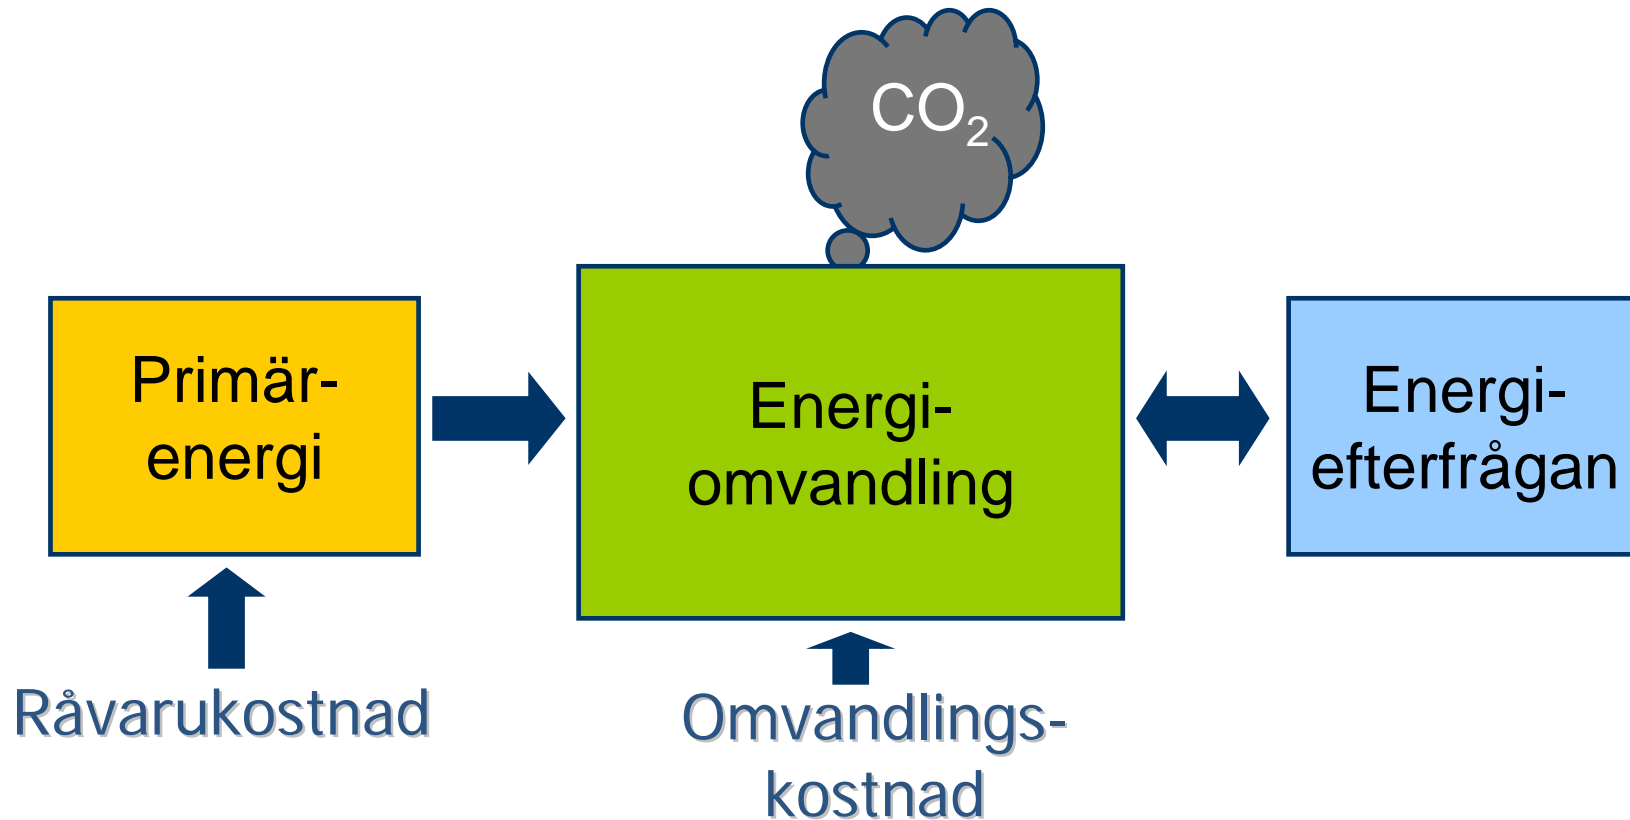 CO₂
Primär-
energi
Energi-
omvandling
Energi-
efterfrågan
Råvarukostnad
Omvandlings-
kostnad